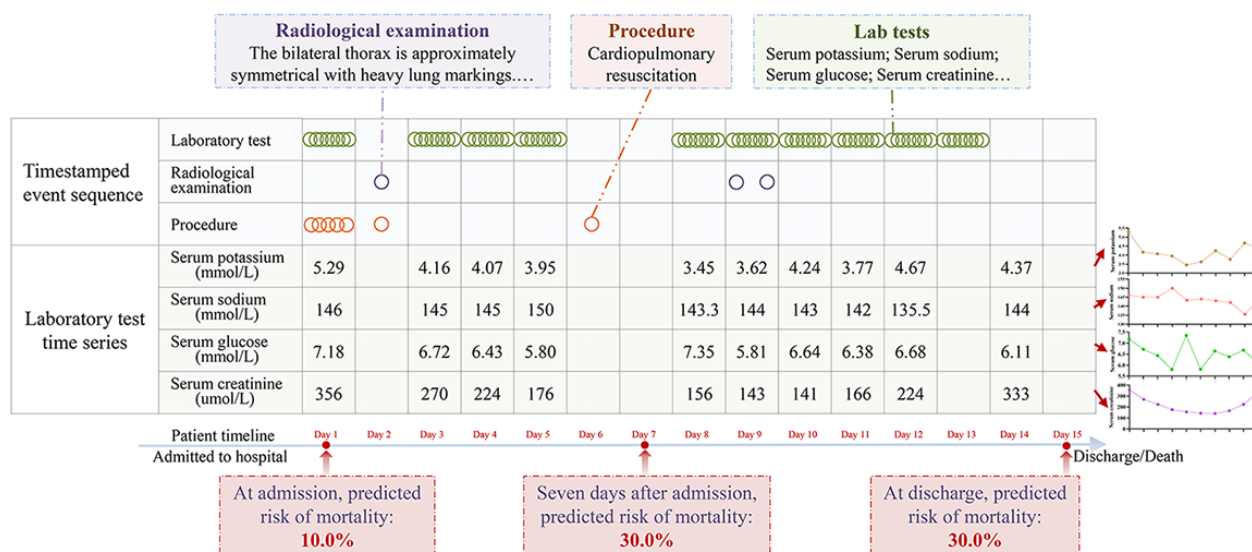 Radiological examination
The bilateral thorax is approximately
symmetrical with heavy lung markings.…
Procedure
Cardiopulmonary
resuscitation
Lab tests
Serum potassium; Serum sodium;
Serum glucose; Serum creatinine…
Timestamped
event sequence
Laboratory test
Radiological
examination
Procedure
Laboratory test
time series
Serum potassium
(mmol/L)
5.29 4.16 4.07 3.95 3.45 3.62 4.24 3.77 4.67 4.37
Serum sodium
(mmol/L)
146 145 145 150 143.3 144 143 142 135.5 144
Serum glucose
(mmol/L)
7.18 6.72 6.43 5.80 7.35 5.81 6.64 6.38 6.68 6.11
Serum creatinine
(umol/L)
356 270 224 176 156 143 141 166 224 333
Serum potassium
Serum sodium
Serum glucose
Serum creatinine
Patient timeline
Day 1 Day 2 Day 3 Day 4 Day 5 Day 6 Day 7 Day 8 Day 9 Day 10 Day 11 Day 12 Day 13 Day 14 Day 15
Admitted to hospital
Discharge/Death
At admission, predicted
risk of mortality:
10.0%
Seven days after admission,
predicted risk of mortality:
30.0%
At discharge, predicted
risk of mortality:
30.0%